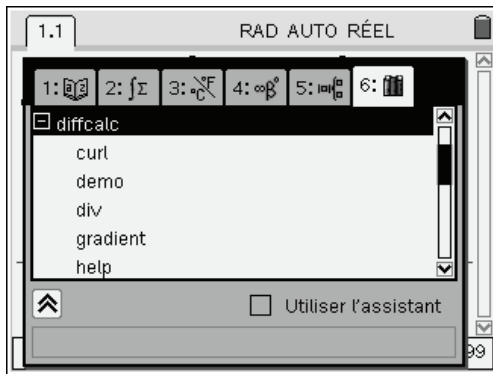 1.1 RAD AUTO RÉEL
1: 2: ∫Σ 3: °C°F 4: ∞β° 5: 6:
diffcalc
curl
demo
div
gradient
help
Utiliser l'assistant
99